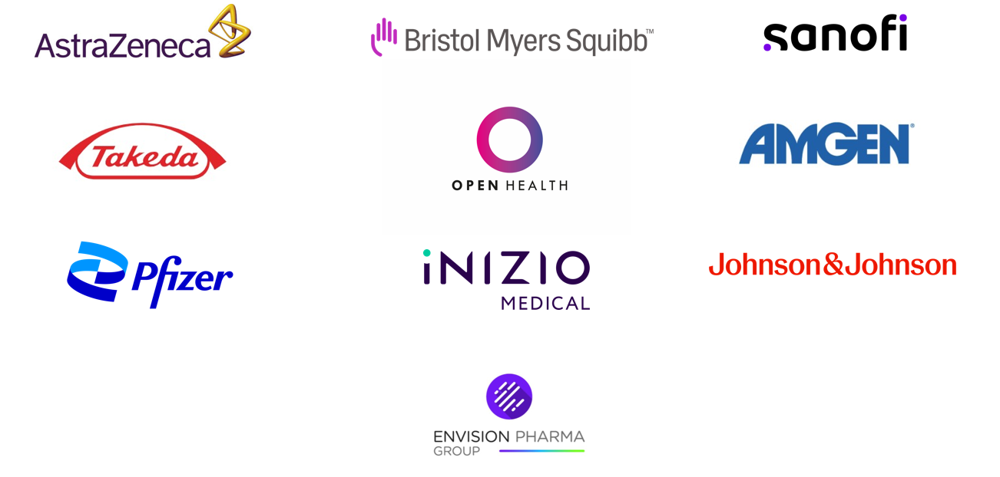 AstraZeneca
Bristol Myers Squibb™
sanofi
Takeda
OPEN HEALTH
AMGEN®
Pfizer
iNIZIO
MEDICAL
Johnson&Johnson
ENVISION PHARMA
GROUP